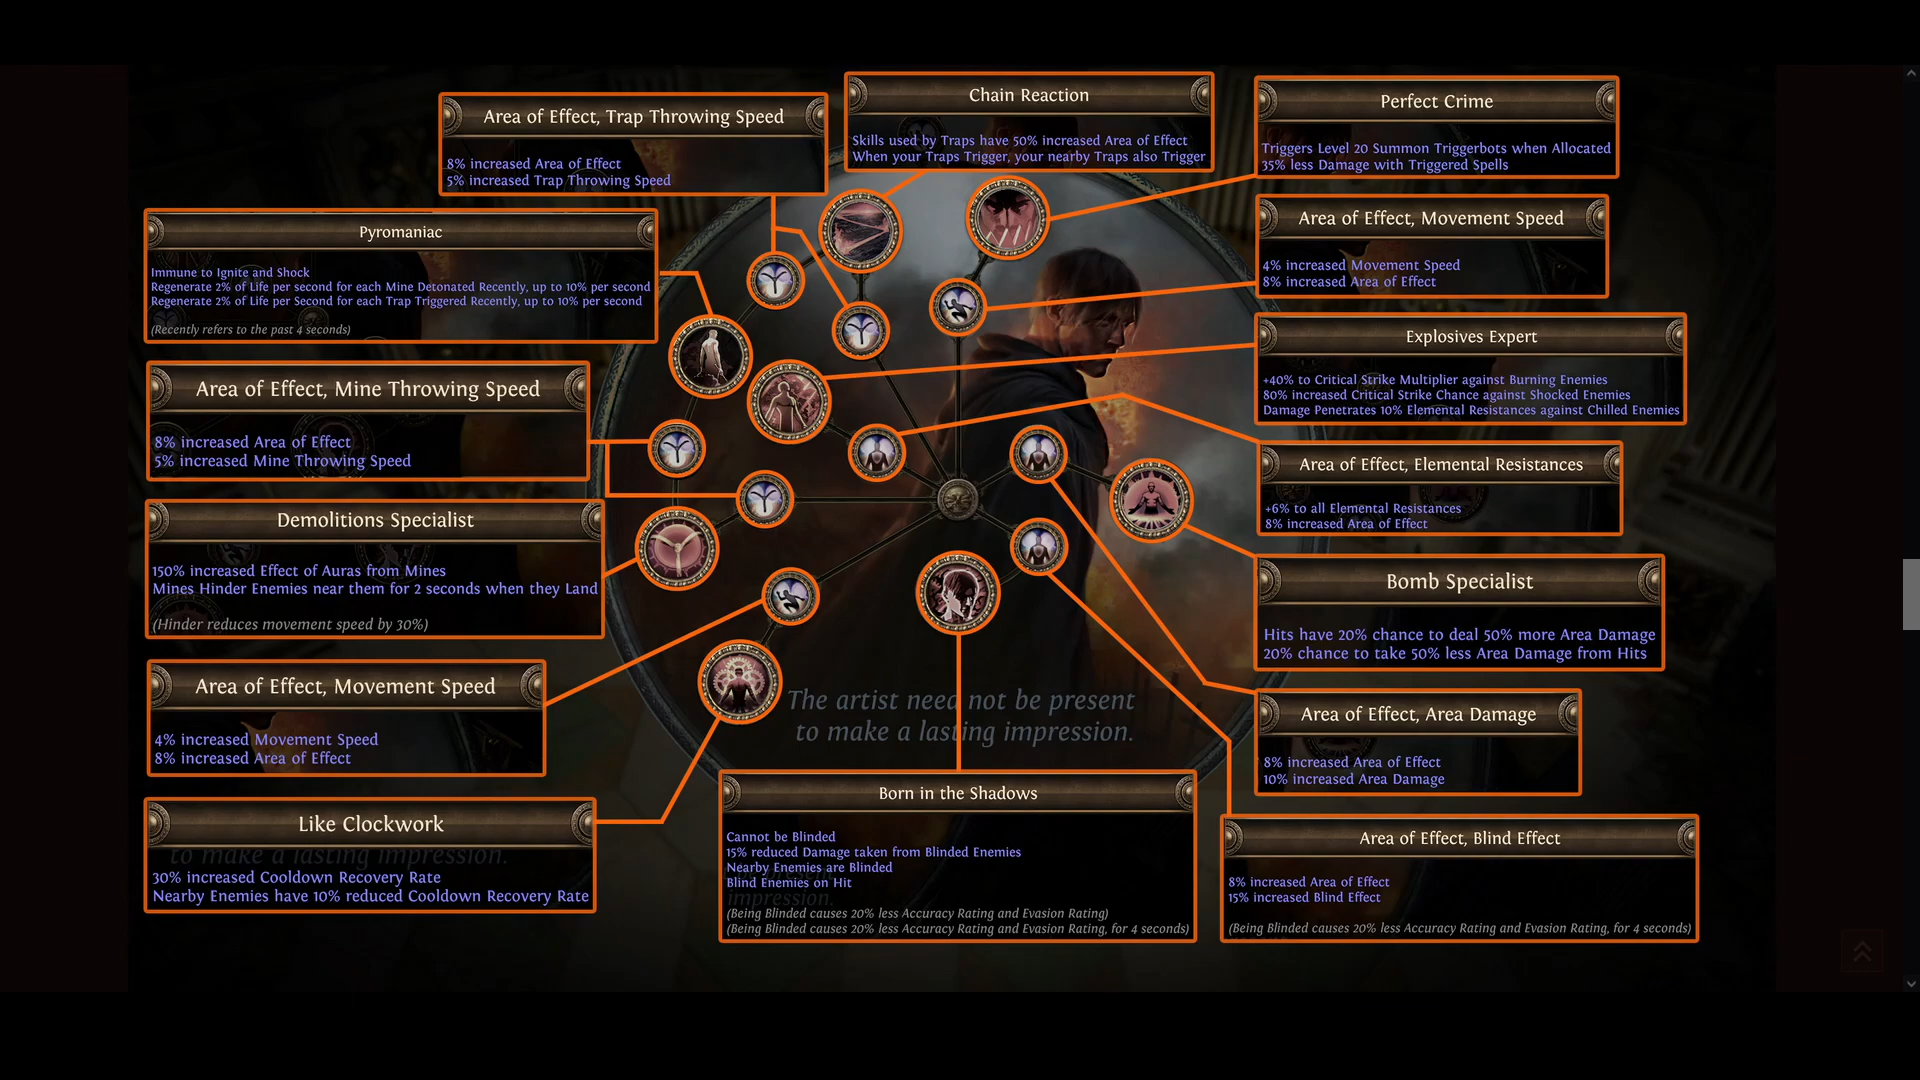 Area of Effect, Trap Throwing Speed
8% increased Area of Effect
5% increased Trap Throwing Speed
Chain Reaction
Skills used by Traps have 50% increased Area of Effect
When your Traps Trigger, your nearby Traps also Trigger
Perfect Crime
Triggers Level 20 Summon Triggerbots when Allocated
35% less Damage with Triggered Spells
Pyromaniac
Immune to Ignite and Shock
Regenerate 2% of Life per second for each Mine Detonated Recently, up to 10% per second
Regenerate 2% of Life per Second for each Trap Triggered Recently, up to 10% per second
(Recently refers to the past 4 seconds)
Area of Effect, Movement Speed
4% increased Movement Speed
8% increased Area of Effect
Explosives Expert
+40% to Critical Strike Multiplier against Burning Enemies
80% increased Critical Strike Chance against Shocked Enemies
Damage Penetrates 10% Elemental Resistances against Chilled Enemies
Area of Effect, Mine Throwing Speed
8% increased Area of Effect
5% increased Mine Throwing Speed
Area of Effect, Elemental Resistances
+6% to all Elemental Resistances
8% increased Area of Effect
Demolitions Specialist
150% increased Effect of Auras from Mines
Mines Hinder Enemies near them for 2 seconds when they Land
(Hinder reduces movement speed by 30%)
Bomb Specialist
Hits have 20% chance to deal 50% more Area Damage
20% chance to take 50% less Area Damage from Hits
Area of Effect, Movement Speed
4% increased Movement Speed
8% increased Area of Effect
The artist need not be present
to make a lasting impression.
Area of Effect, Area Damage
8% increased Area of Effect
10% increased Area Damage
Like Clockwork
to make a lasting impression.
30% increased Cooldown Recovery Rate
Nearby Enemies have 10% reduced Cooldown Recovery Rate
Born in the Shadows
Cannot be Blinded
15% reduced Damage taken from Blinded Enemies
Nearby Enemies are Blinded
Blind Enemies on Hit
impression.
(Being Blinded causes 20% less Accuracy Rating and Evasion Rating)
(Being Blinded causes 20% less Accuracy Rating and Evasion Rating, for 4 seconds)
Area of Effect, Blind Effect
8% increased Area of Effect
15% increased Blind Effect
(Being Blinded causes 20% less Accuracy Rating and Evasion Rating, for 4 seconds)